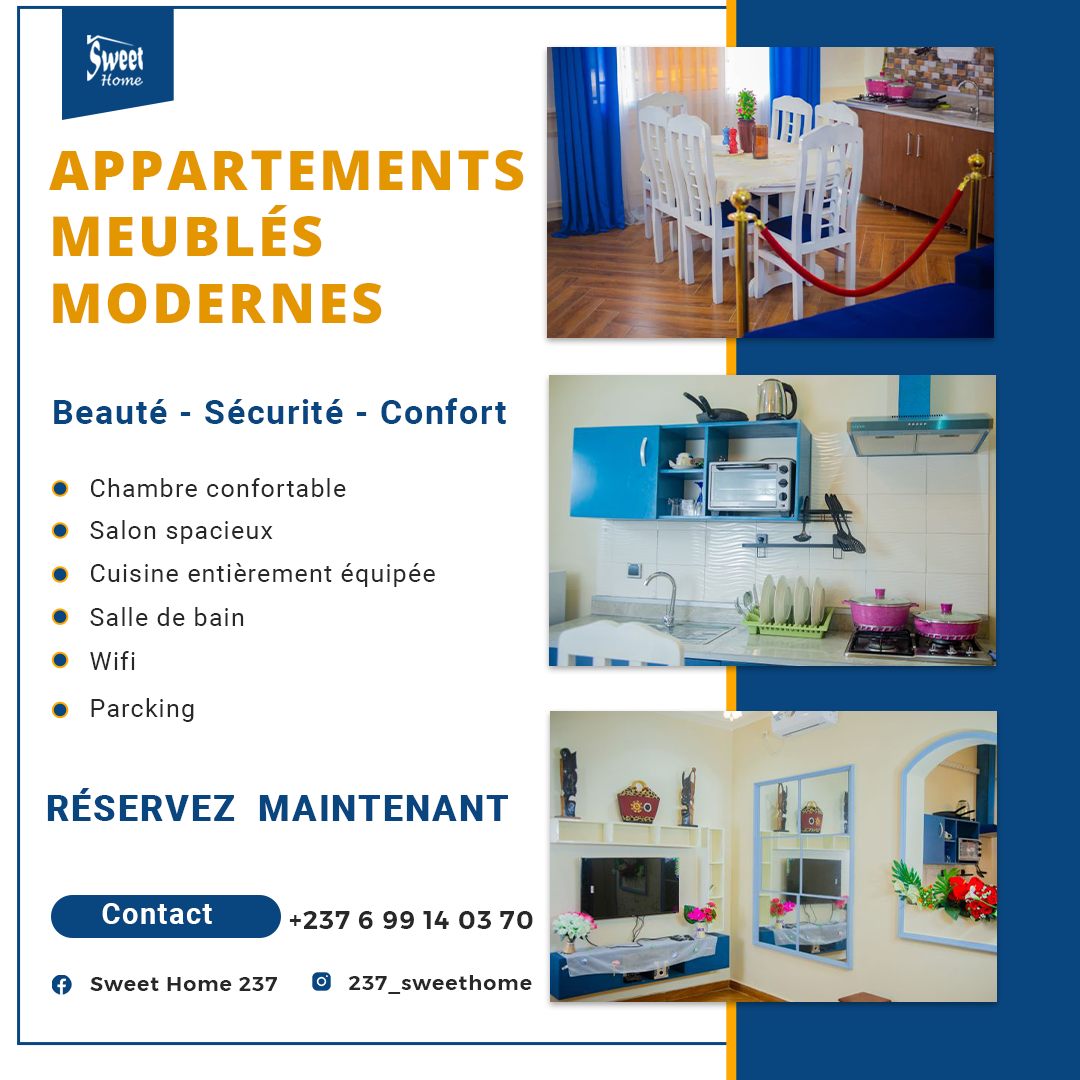 Sweet
Home
APPARTEMENTS
MEUBLÉS
MODERNES
Beauté - Sécurité - Confort
Chambre confortable
Salon spacieux
Cuisine entièrement équipée
Salle de bain
Wifi
Parcking
RÉSERVEZ MAINTENANT
Contact +237 6 99 14 03 70
Sweet Home 237 237_sweethome